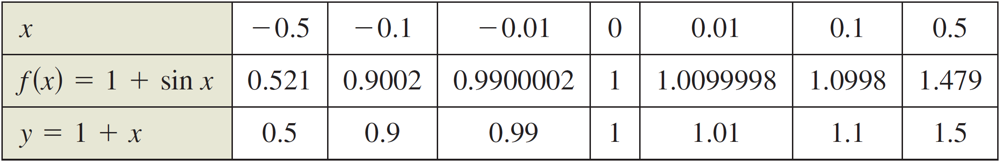 x −0.5 −0.1 −0.01 0 0.01 0.1 0.5
f(x) = 1 + sin x 0.521 0.9002 0.9900002 1 1.0099998 1.0998 1.479
y = 1 + x 0.5 0.9 0.99 1 1.01 1.1 1.5